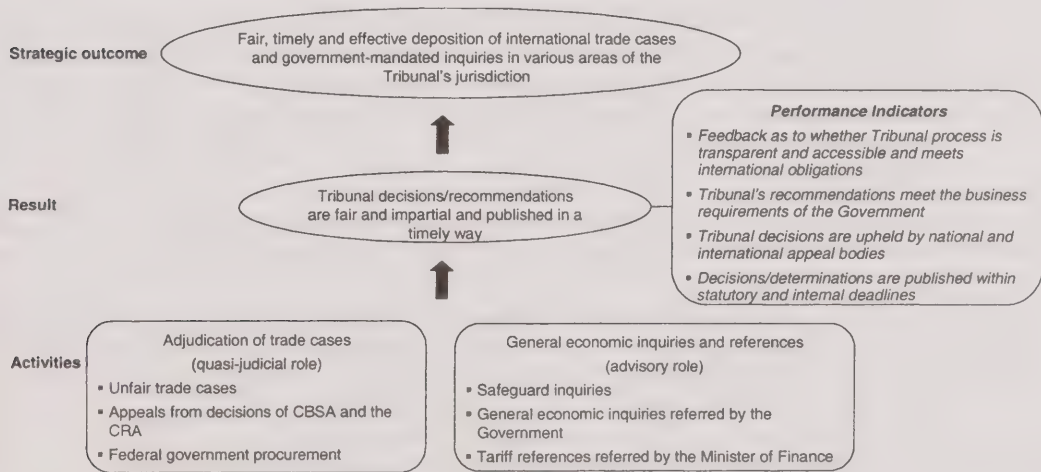 Strategic outcome
Fair, timely and effective deposition of international trade cases
and government-mandated inquiries in various areas of the
Tribunal's jurisdiction
Performance Indicators
▪ Feedback as to whether Tribunal process is
transparent and accessible and meets
international obligations
▪ Tribunal's recommendations meet the business
requirements of the Government
▪ Tribunal decisions are upheld by national and
international appeal bodies
▪ Decisions/determinations are published within
statutory and internal deadlines
Result
Tribunal decisions/recommendations
are fair and impartial and published in a
timely way
Activities
Adjudication of trade cases
(quasi-judicial role)
▪ Unfair trade cases
▪ Appeals from decisions of CBSA and the
CRA
▪ Federal government procurement
General economic inquiries and references
(advisory role)
▪ Safeguard inquiries
▪ General economic inquiries referred by the
Government
▪ Tariff references referred by the Minister of Finance